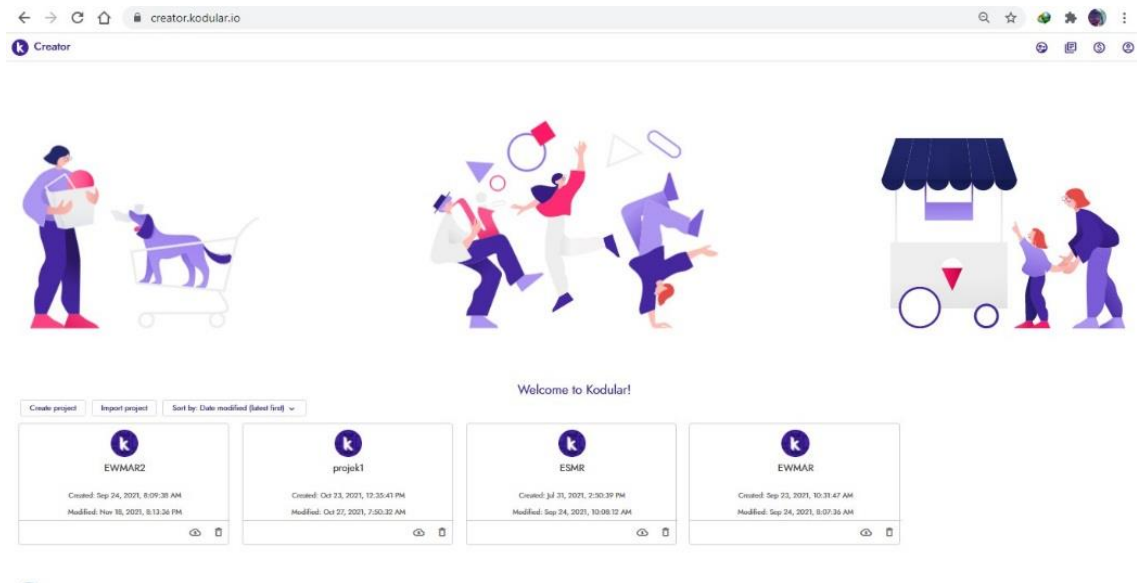 creator.kodular.io
k Creator
Welcome to Kodular!
Create project Import project Sort by: Date modified (latest first)
k k k k
EWMAR2 projek1 ESMR EWMAR
Created: Sep 24, 2021, 8:09:38 AM Created: Oct 23, 2021, 12:35:41 PM Created: Jul 31, 2021, 2:50:39 PM Created: Sep 23, 2021, 10:31:47 AM
Modified: Nov 18, 2021, 8:13:36 PM Modified: Oct 27, 2021, 7:50:32 AM Modified: Sep 24, 2021, 10:08:12 AM Modified: Sep 24, 2021, 8:07:36 AM